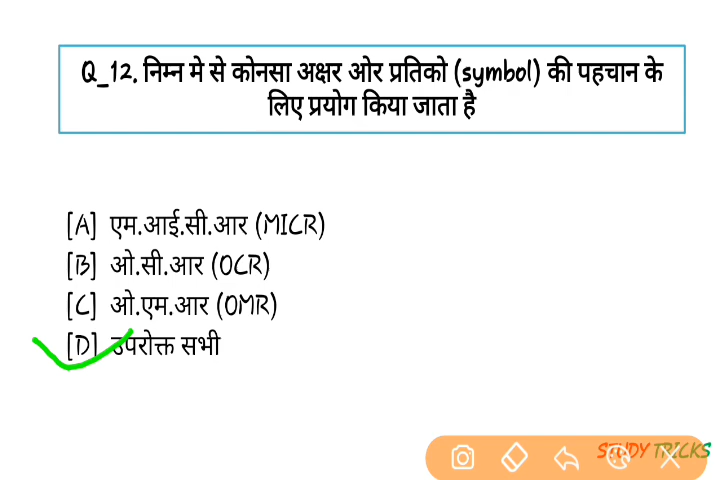 Q_12. निम्न मे से कोनसा अक्षर ओर प्रतिको (symbol) की पहचान के
लिए प्रयोग किया जाता है
[A] एम.आई.सी.आर (MICR)
[B] ओ.सी.आर (OCR)
[C] ओ.एम.आर (OMR)
[D] उपरोक्त सभी
STUDY TRICKS